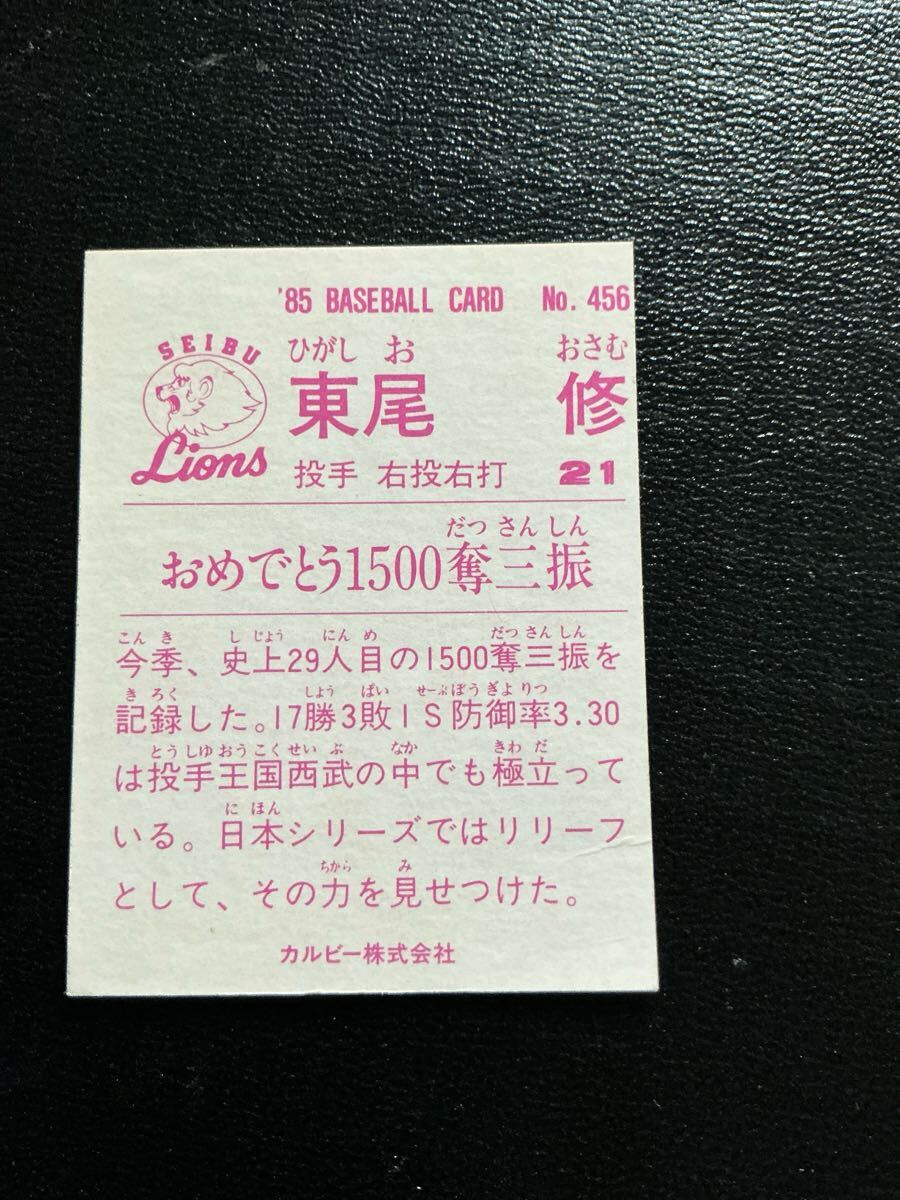 '85 BASEBALL CARD No. 456
SEIBU
Lions
ひがし お おさむ
東尾 修
投手 右投右打 21
だつ さん しん
おめでとう1500奪三振
こん き し じょう にん め だつ さん しん
今季、史上29人目の1500奪三振を
き ろく しょう ぱい せーぶ ぼう ぎょ りつ
記録した。17勝3敗1S防御率3.30
とう しゆ おう こく せい ぶ なか きわ だ
は投手王国西武の中でも極立って
に ほん
いる。日本シリーズではリリーフ
ちから み
として、その力を見せつけた。
カルビー株式会社